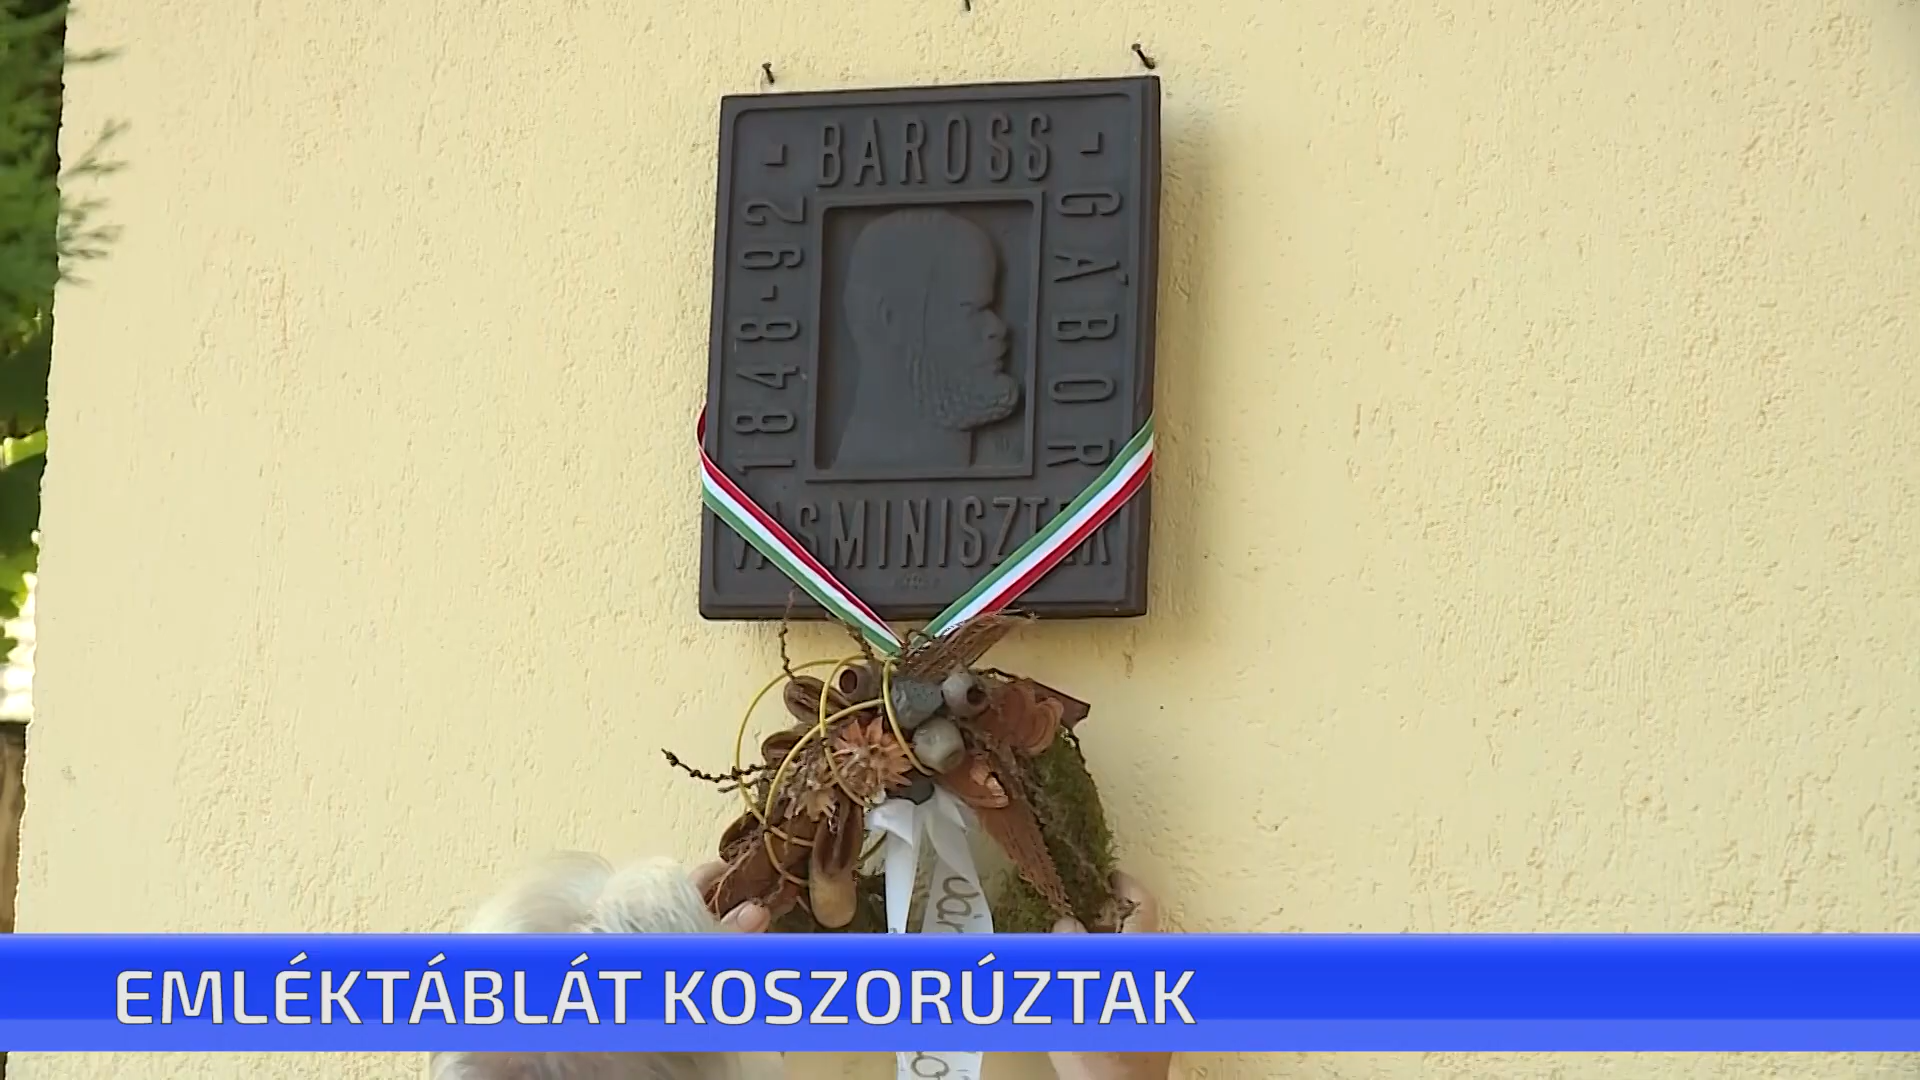 - BAROSS -
GÁBOR
1848-92
VASMINISZTER
EMLÉKTÁBLÁT KOSZORÚZTAK